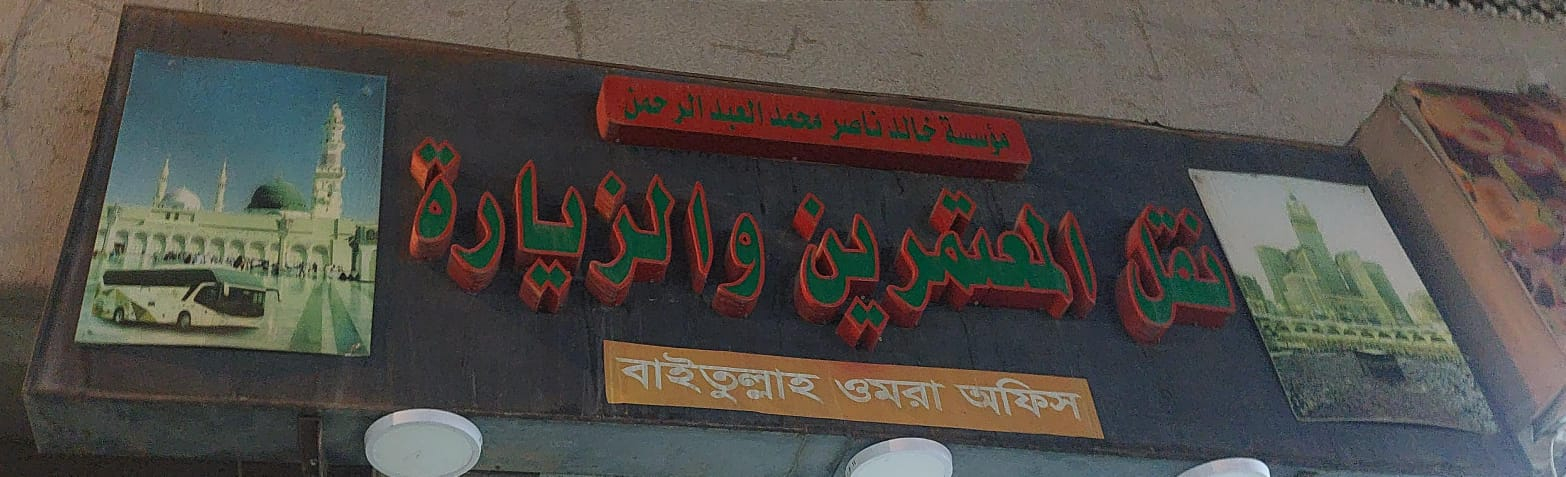 مؤسسة خالد ناصر محمد العبد الرحمن
نقل المعتمرين والزيارة
বাইতুল্লাহ ওমরা অফিস